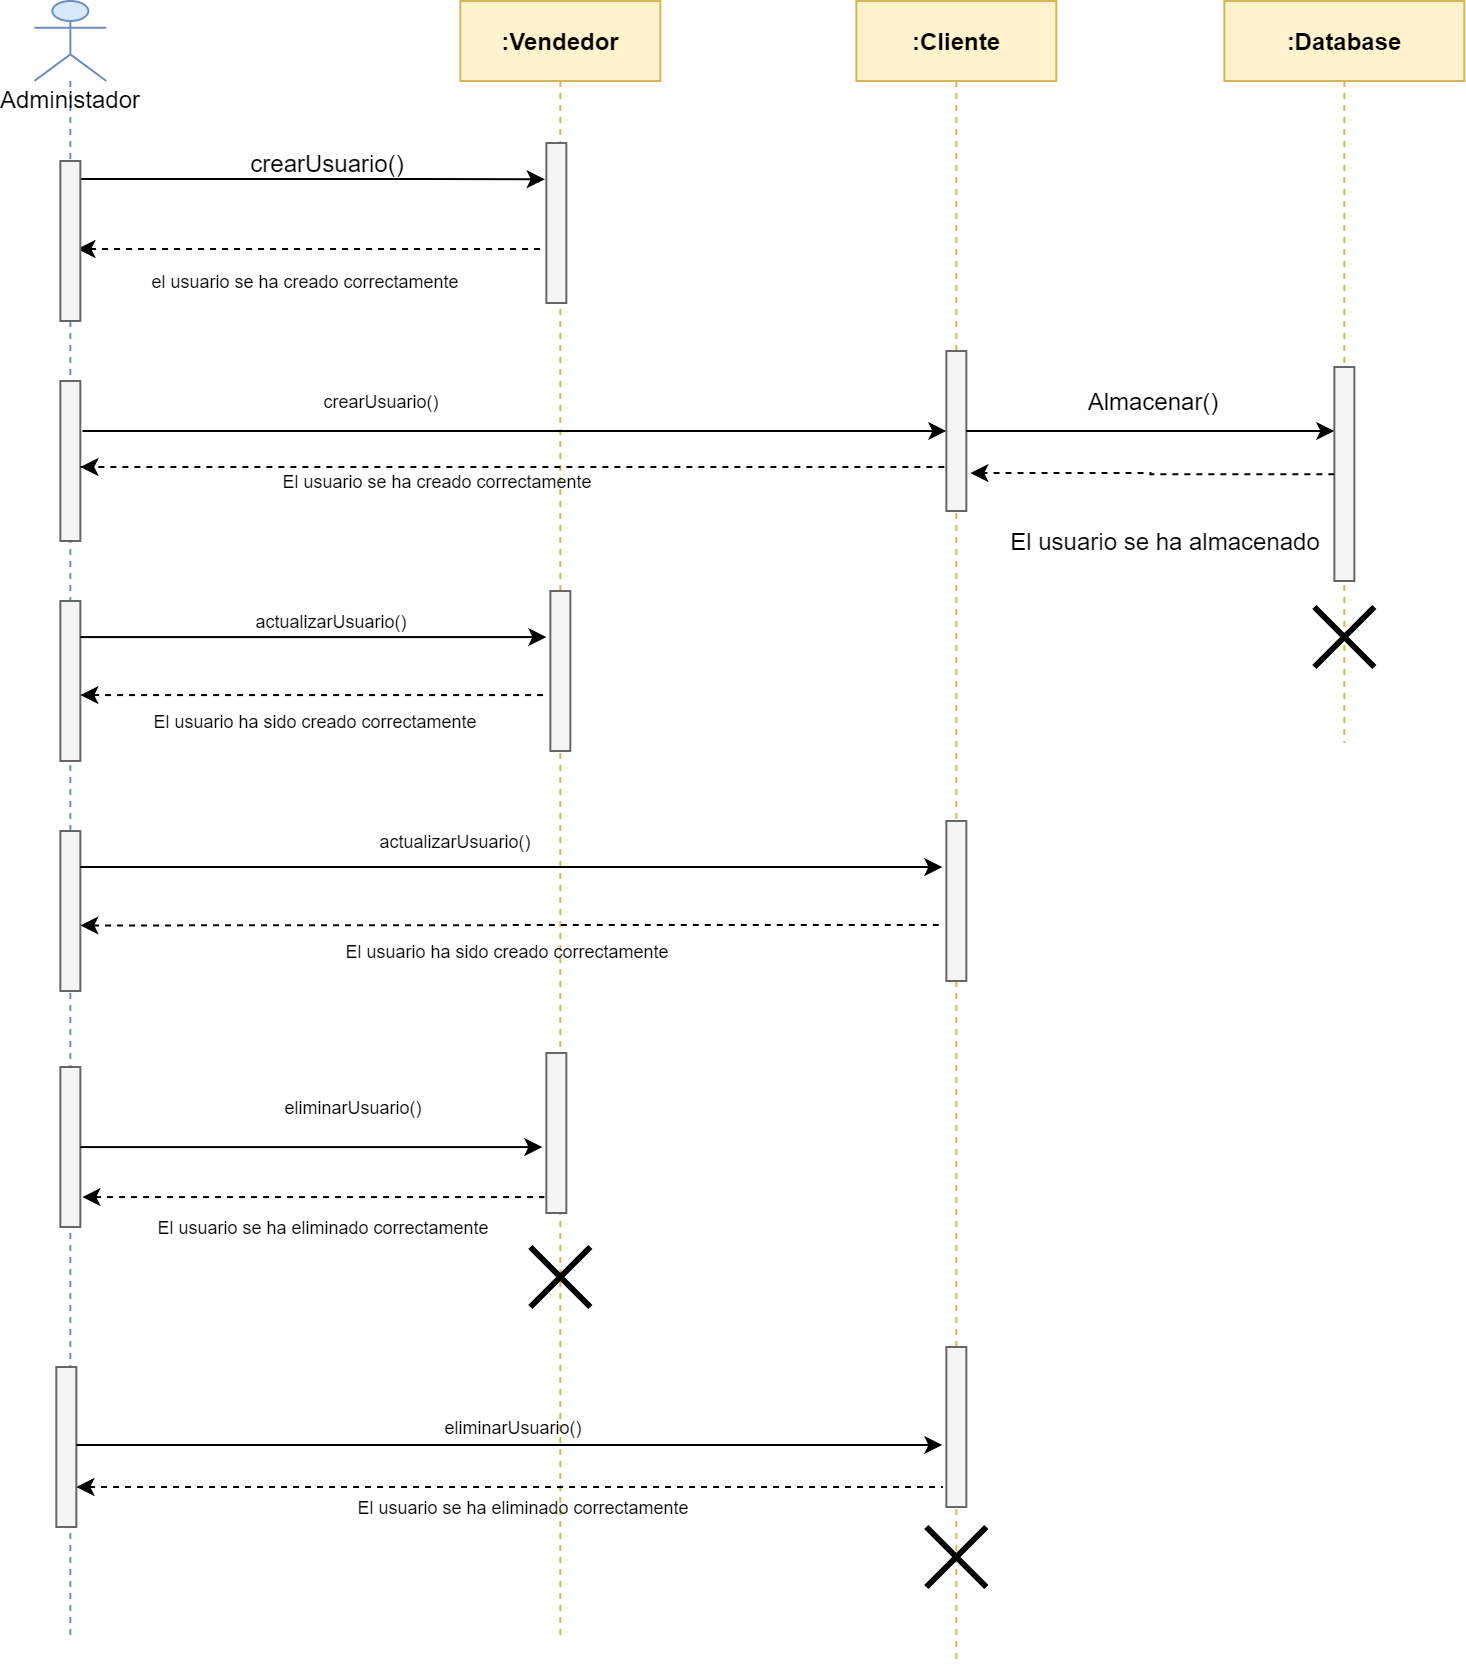 :Vendedor
:Cliente
:Database
Administador
crearUsuario()
el usuario se ha creado correctamente
crearUsuario()
Almacenar()
El usuario se ha creado correctamente
El usuario se ha almacenado
actualizarUsuario()
El usuario ha sido creado correctamente
actualizarUsuario()
El usuario ha sido creado correctamente
eliminarUsuario()
El usuario se ha eliminado correctamente
eliminarUsuario()
El usuario se ha eliminado correctamente